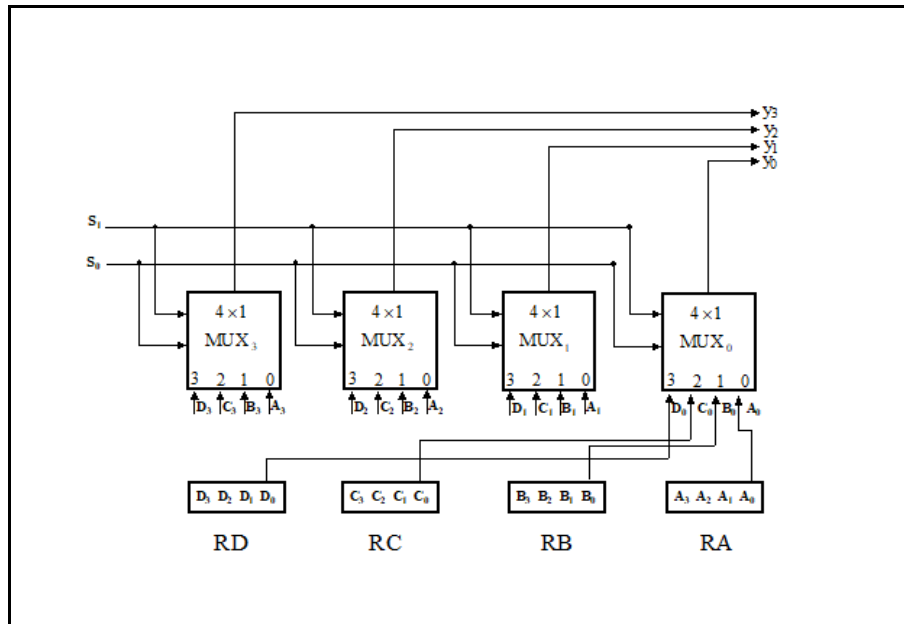 y₃
y₂
y₁
y₀
S₁
S₀
4×1 4×1 4×1 4×1
MUX₃ MUX₂ MUX₁ MUX₀
3 2 1 0 3 2 1 0 3 2 1 0 3 2 1 0
D₃ C₃ B₃ A₃ D₂ C₂ B₂ A₂ D₁ C₁ B₁ A₁ D₀ C₀ B₀ A₀
D₃ D₂ D₁ D₀ C₃ C₂ C₁ C₀ B₃ B₂ B₁ B₀ A₃ A₂ A₁ A₀
RD RC RB RA